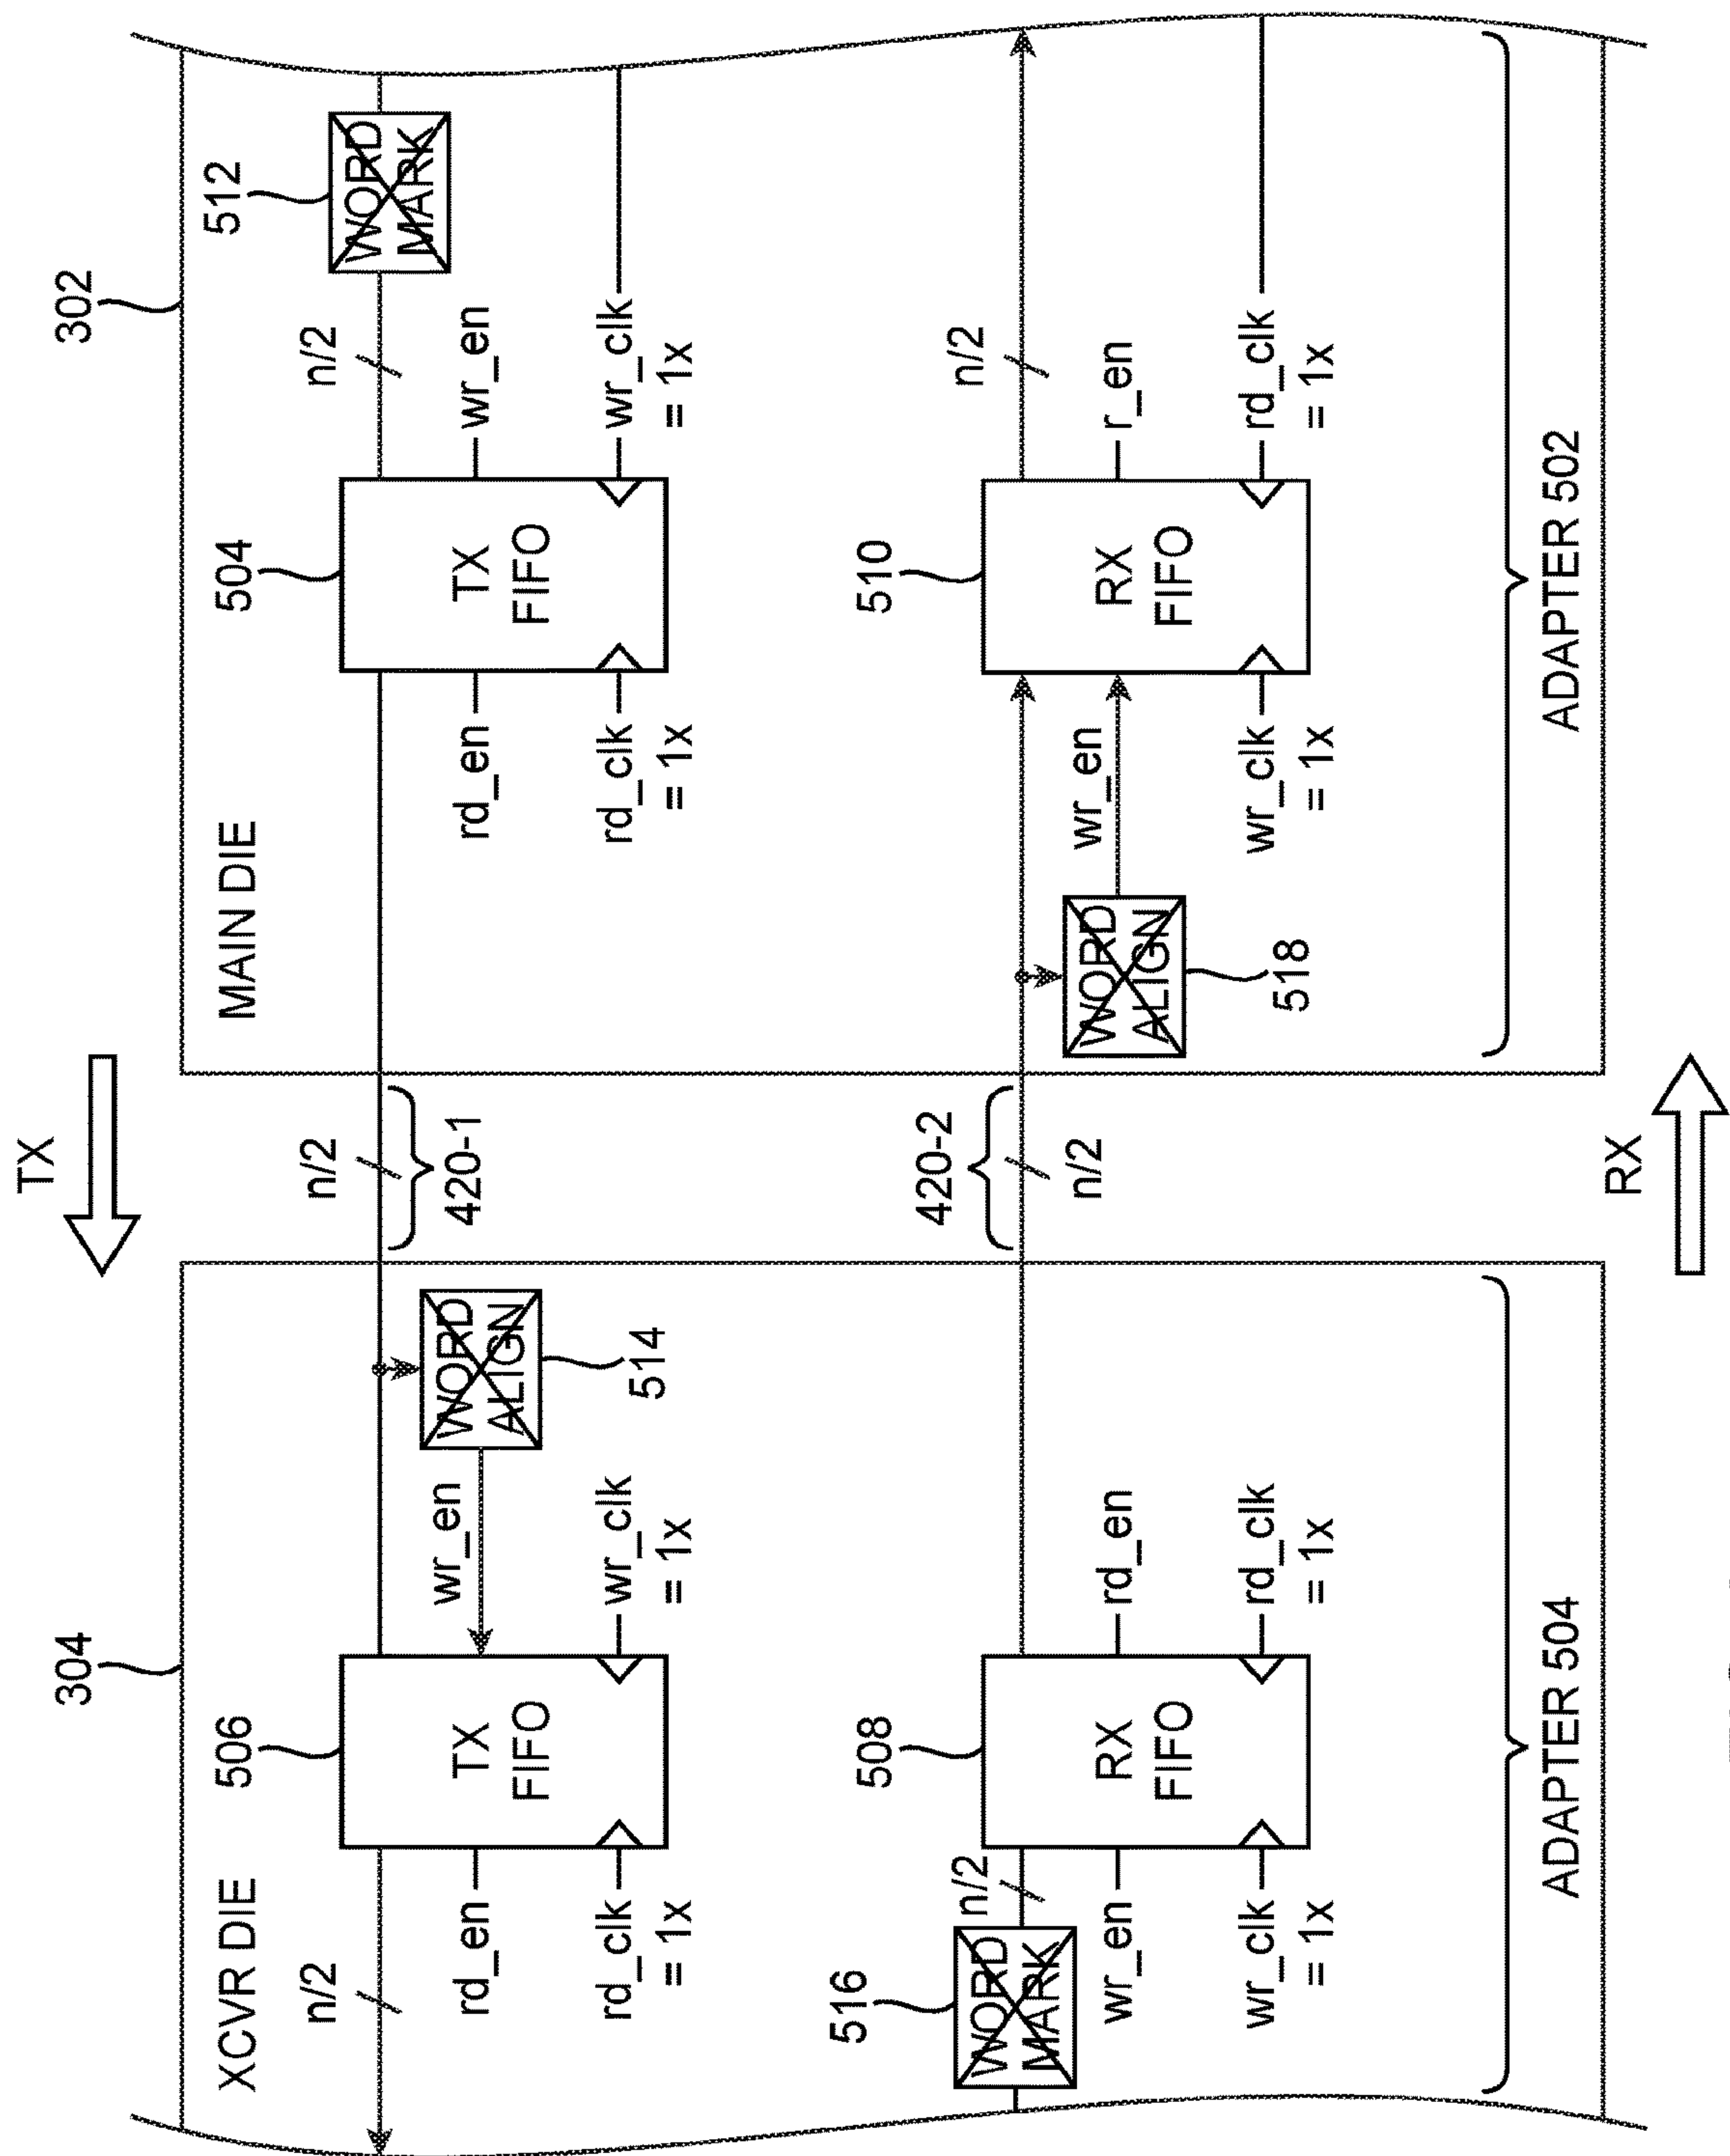 TX
304
XCVR DIE
506
TX
FIFO
n/2
rd_en
rd_clk
= 1x
wr_en
wr_clk
= 1x
WORD
ALIGN
514
n/2
420-1
302
MAIN DIE
504
TX
FIFO
rd_en
rd_clk
= 1x
n/2
wr_en
wr_clk
= 1x
512
WORD
MARK
516
WORD
MARK
n/2
wr_en
wr_clk
= 1x
508
RX
FIFO
rd_en
rd_clk
= 1x
420-2
n/2
WORD
ALIGN
518
wr_en
wr_clk
= 1x
510
RX
FIFO
n/2
r_en
rd_clk
= 1x
ADAPTER 504
ADAPTER 502
RX